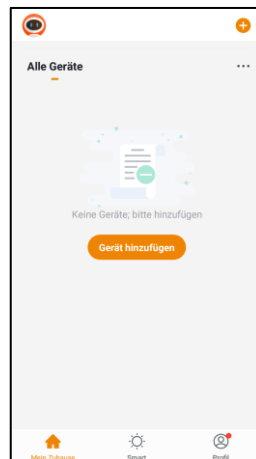 Alle Geräte
Keine Geräte; bitte hinzufügen
Gerät hinzufügen
Mein Zuhause
Smart
Profil